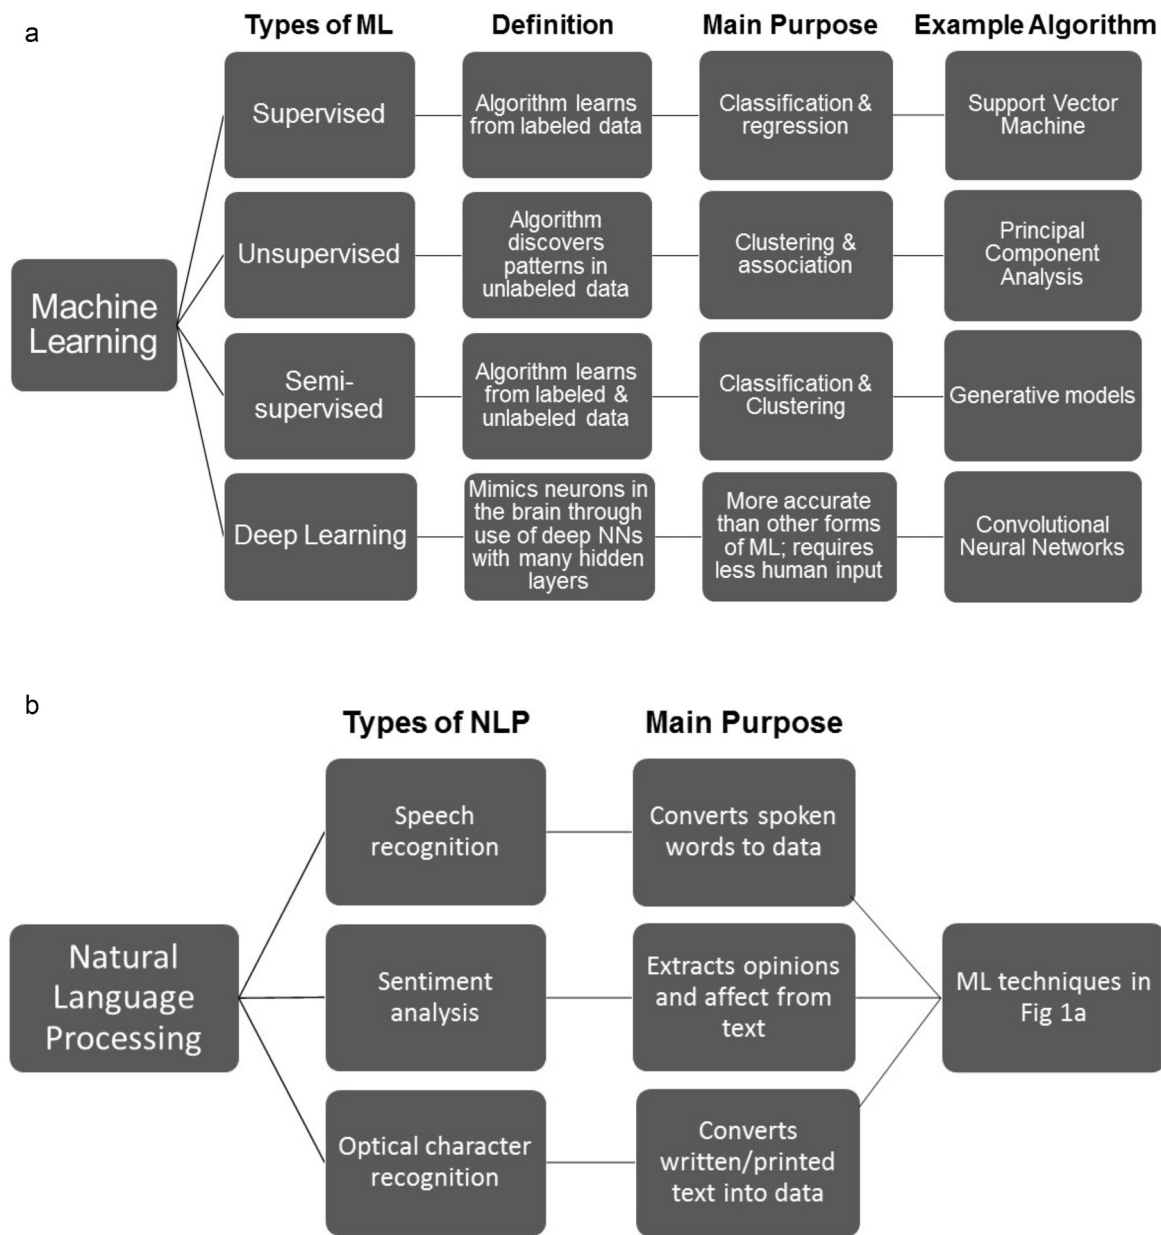 a
Types of ML
Definition
Main Purpose
Example Algorithm
Machine
Learning
Supervised
Algorithm learns
from labeled data
Classification &
regression
Support Vector
Machine
Unsupervised
Algorithm
discovers
patterns in
unlabeled data
Clustering &
association
Principal
Component
Analysis
Semi-
supervised
Algorithm learns
from labeled &
unlabeled data
Classification &
Clustering
Generative models
Deep Learning
Mimics neurons in
the brain through
use of deep NNs
with many hidden
layers
More accurate
than other forms
of ML; requires
less human input
Convolutional
Neural Networks
b
Types of NLP
Main Purpose
Natural
Language
Processing
Speech
recognition
Converts spoken
words to data
Sentiment
analysis
Extracts opinions
and affect from
text
Optical character
recognition
Converts
written/printed
text into data
ML techniques in
Fig 1a